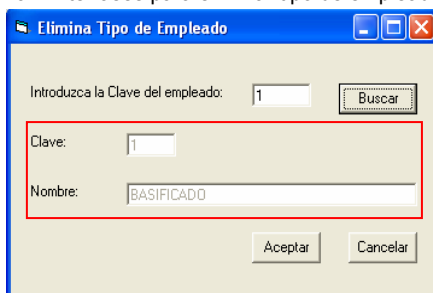 Elimina Tipo de Empleado
Introduzca la Clave del empleado: 1 Buscar
Clave: 1
Nombre: BASIFICADO
Aceptar Cancelar